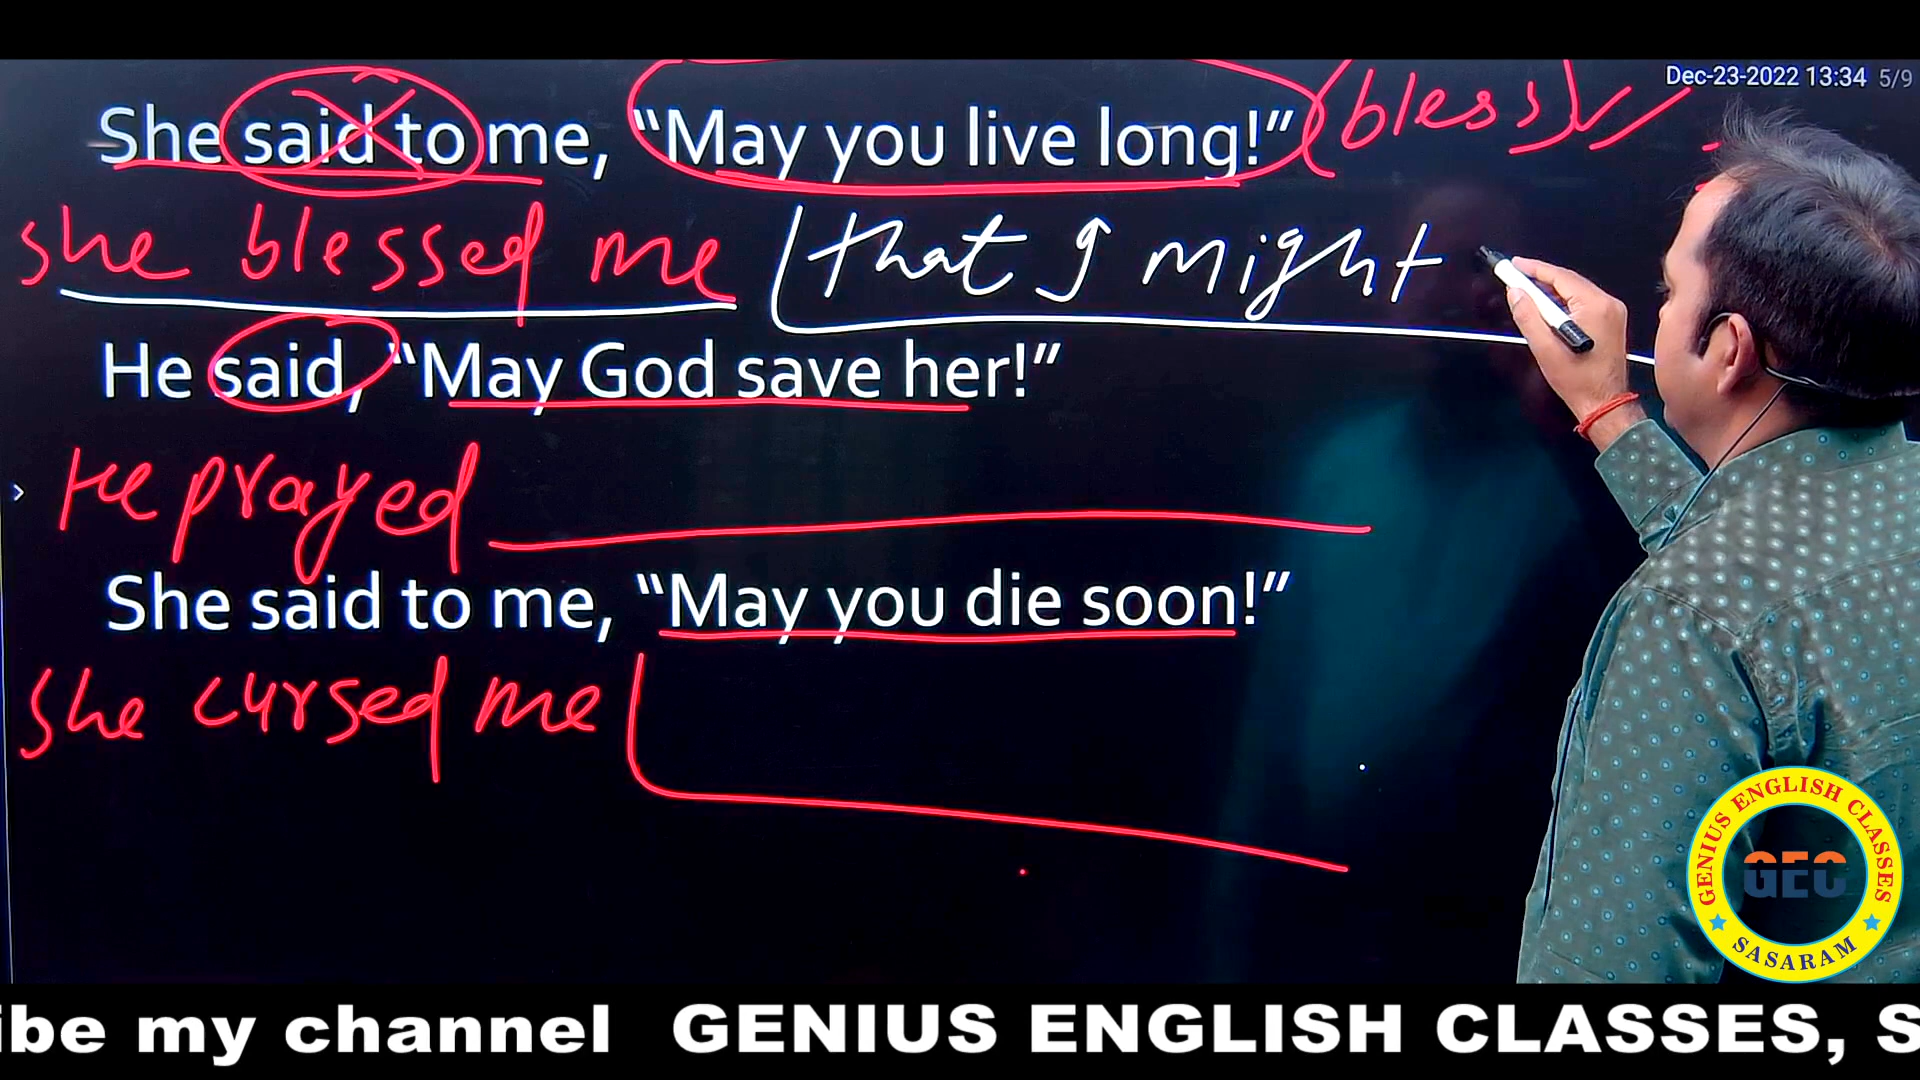 Dec-23-2022 13:34 5/9
She said to me, “May you live long!” (bless)
She blessed me that I might
He said, “May God save her!”
He prayed
She said to me, “May you die soon!”
She cursed me
GENIUS ENGLISH CLASSES
GEC
SASARAM
ibe my channel GENIUS ENGLISH CLASSES, S